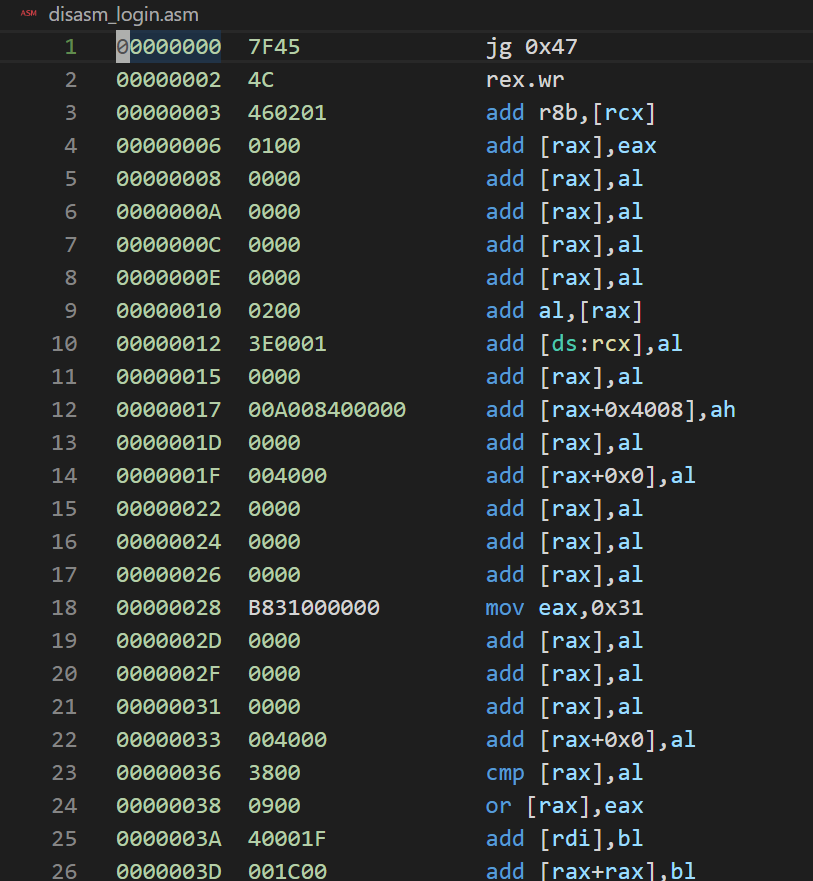 ASM disasm_login.asm
1 00000000 7F45 jg 0x47
2 00000002 4C rex.wr
3 00000003 460201 add r8b,[rcx]
4 00000006 0100 add [rax],eax
5 00000008 0000 add [rax],al
6 0000000A 0000 add [rax],al
7 0000000C 0000 add [rax],al
8 0000000E 0000 add [rax],al
9 00000010 0200 add al,[rax]
10 00000012 3E0001 add [ds:rcx],al
11 00000015 0000 add [rax],al
12 00000017 00A008400000 add [rax+0x4008],ah
13 0000001D 0000 add [rax],al
14 0000001F 004000 add [rax+0x0],al
15 00000022 0000 add [rax],al
16 00000024 0000 add [rax],al
17 00000026 0000 add [rax],al
18 00000028 B831000000 mov eax,0x31
19 0000002D 0000 add [rax],al
20 0000002F 0000 add [rax],al
21 00000031 0000 add [rax],al
22 00000033 004000 add [rax+0x0],al
23 00000036 3800 cmp [rax],al
24 00000038 0900 or [rax],eax
25 0000003A 40001F add [rdi],bl
26 0000003D 001C00 add [rax+rax],bl